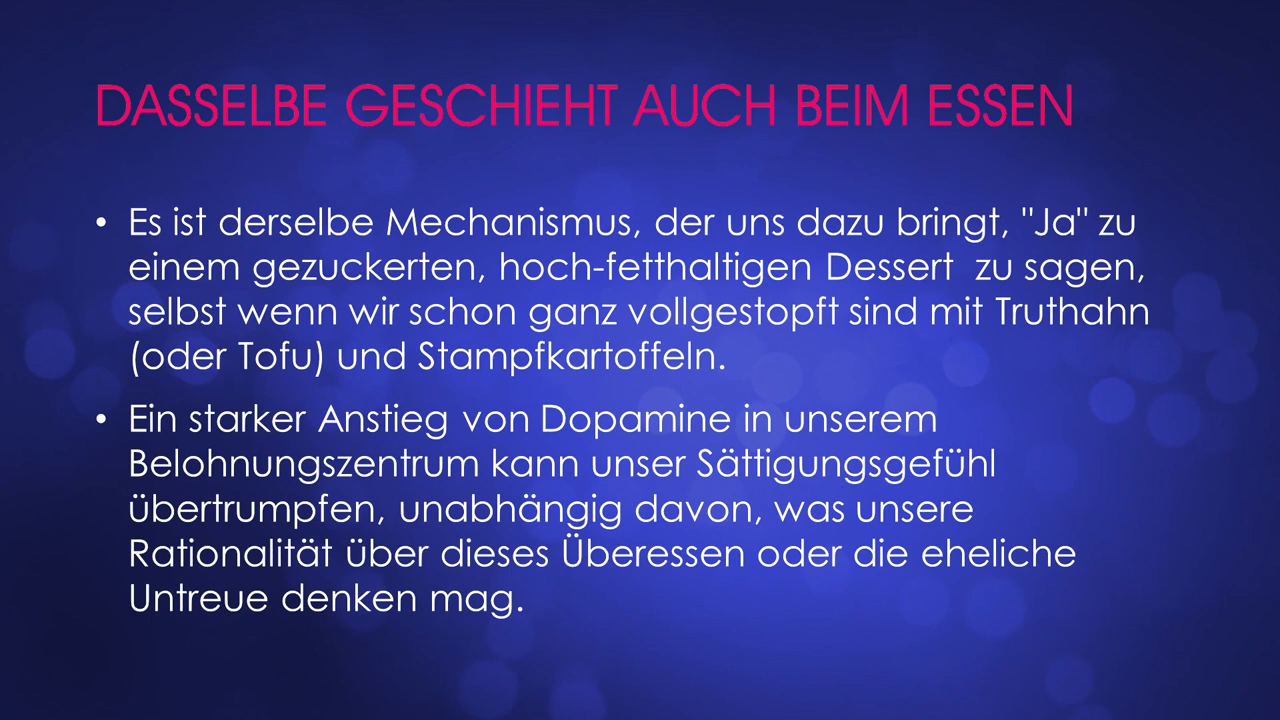 DASSELBE GESCHIEHT AUCH BEIM ESSEN
• Es ist derselbe Mechanismus, der uns dazu bringt, "Ja" zu
einem gezuckerten, hoch-fetthaltigen Dessert  zu sagen,
selbst wenn wir schon ganz vollgestopft sind mit Truthahn
(oder Tofu) und Stampfkartoffeln.
• Ein starker Anstieg von Dopamine in unserem
Belohnungszentrum kann unser Sättigungsgefühl
übertrumpfen, unabhängig davon, was unsere
Rationalität über dieses Überessen oder die eheliche
Untreue denken mag.